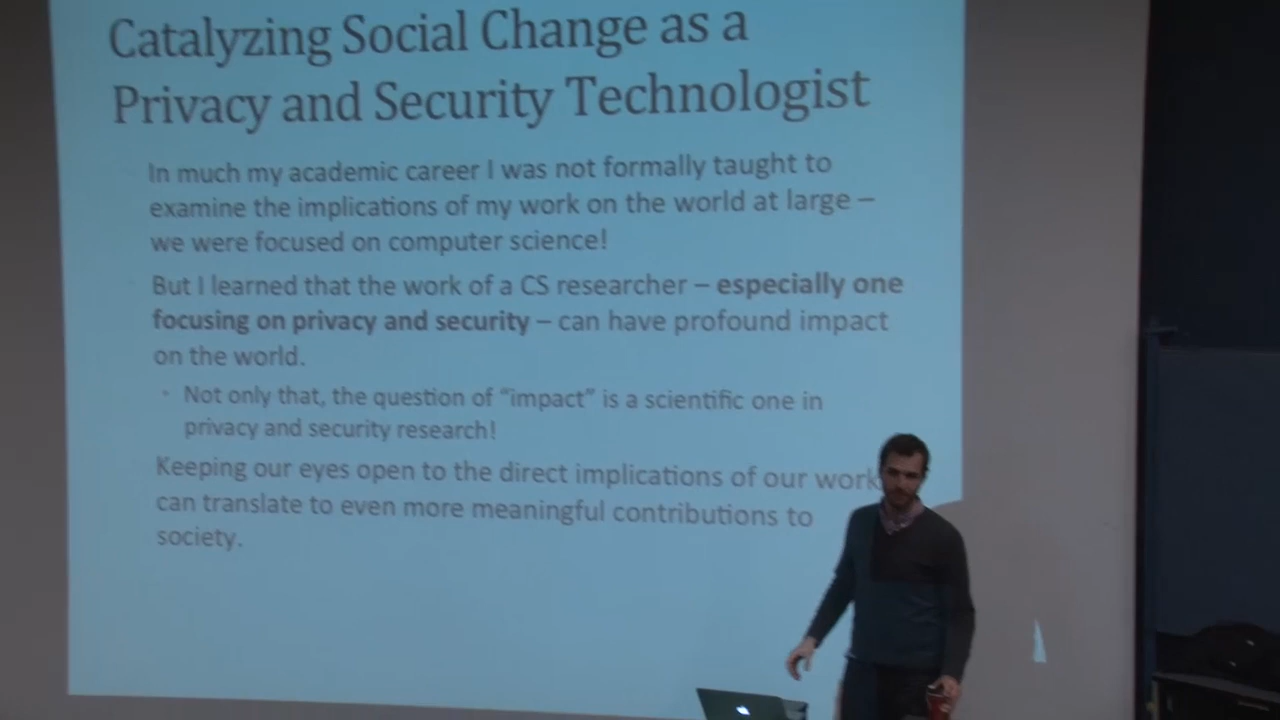 Catalyzing Social Change as a
Privacy and Security Technologist
In much my academic career I was not formally taught to
examine the implications of my work on the world at large –
we were focused on computer science!
But I learned that the work of a CS researcher – especially one
focusing on privacy and security – can have profound impact
on the world.
· Not only that, the question of “impact” is a scientific one in
privacy and security research!
Keeping our eyes open to the direct implications of our work
can translate to even more meaningful contributions to
society.